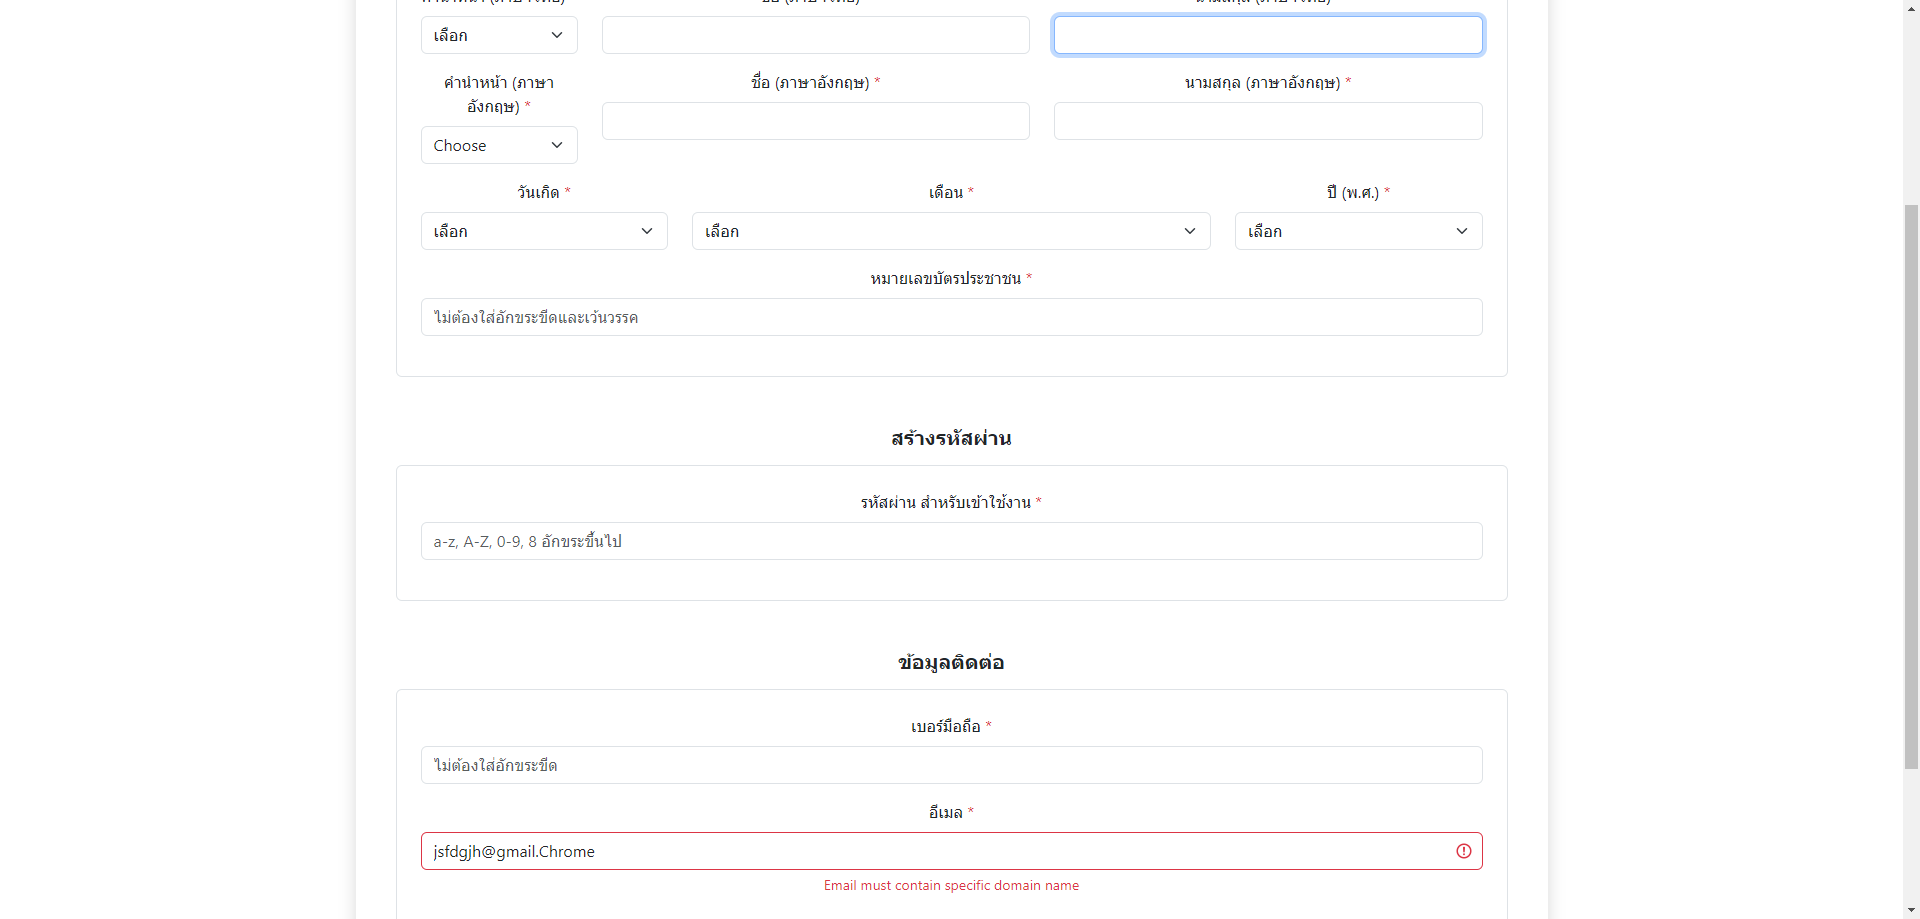 เลือก
คำนำหน้า (ภาษาอังกฤษ) *
ชื่อ (ภาษาอังกฤษ) *
นามสกุล (ภาษาอังกฤษ) *
Choose
วันเกิด *
เดือน *
ปี (พ.ศ.) *
เลือก
เลือก
เลือก
หมายเลขบัตรประชาชน *
ไม่ต้องใส่อักขระขีดและเว้นวรรค
สร้างรหัสผ่าน
รหัสผ่าน สำหรับเข้าใช้งาน *
a-z, A-Z, 0-9, 8 อักขระขึ้นไป
ข้อมูลติดต่อ
เบอร์มือถือ *
ไม่ต้องใส่อักขระขีด
อีเมล *
jsfdgjh@gmail.Chrome
Email must contain specific domain name